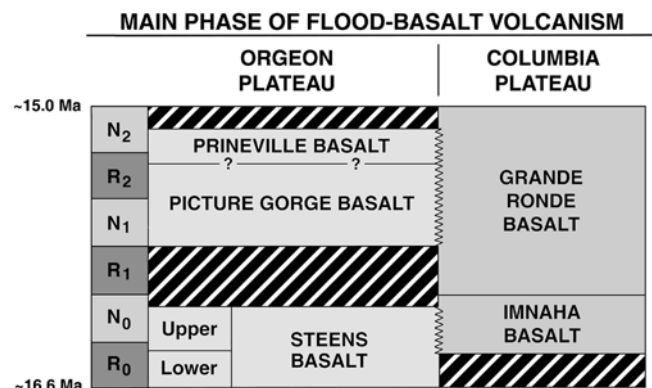 MAIN PHASE OF FLOOD-BASALT VOLCANISM
ORGEON
PLATEAU
COLUMBIA
PLATEAU
~15.0 Ma
N2
PRINEVILLE BASALT
? ?
R2
PICTURE GORGE BASALT
GRANDE
RONDE
BASALT
N1
R1
N0
Upper
STEENS
BASALT
IMNAHA
BASALT
R0
Lower
~16.6 Ma